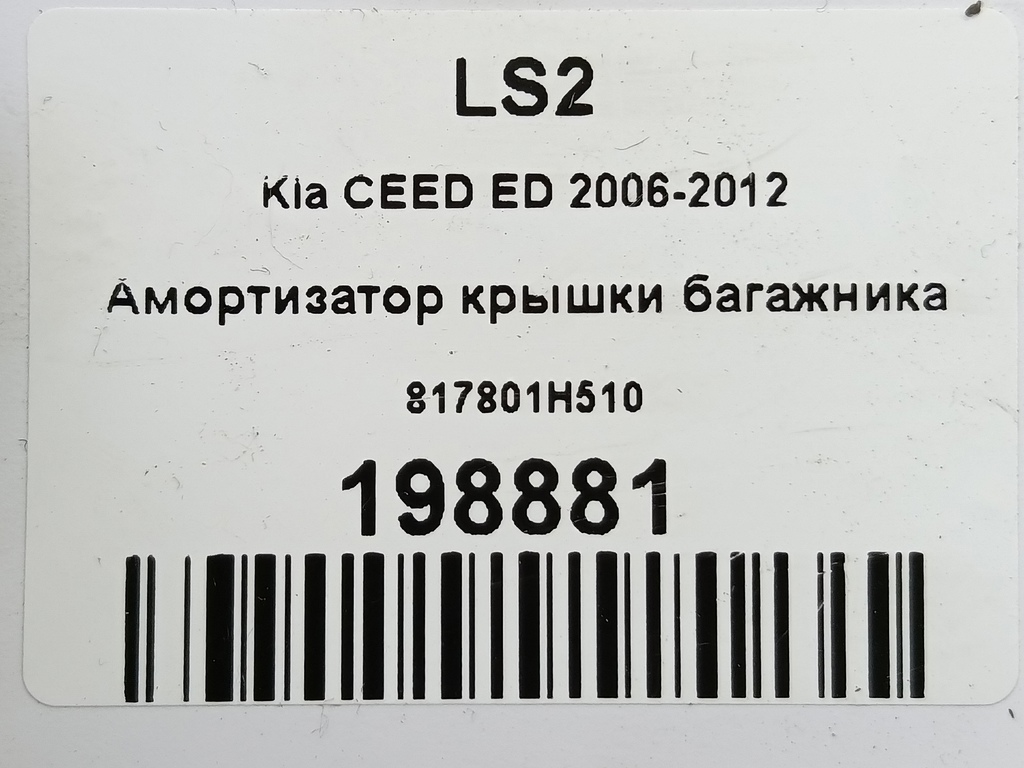 LS2
Kia CEED ED 2006-2012
Амортизатор крышки багажника
817801H510
198881